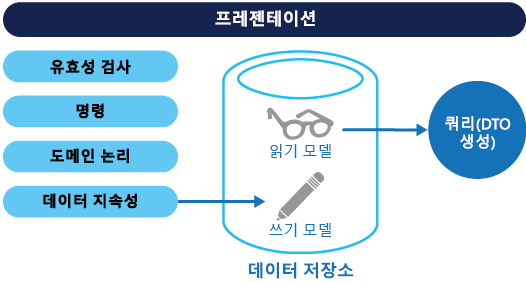 프레젠테이션
유효성 검사
명령
도메인 논리
데이터 지속성
읽기 모델
쓰기 모델
데이터 저장소
쿼리(DTO
생성)